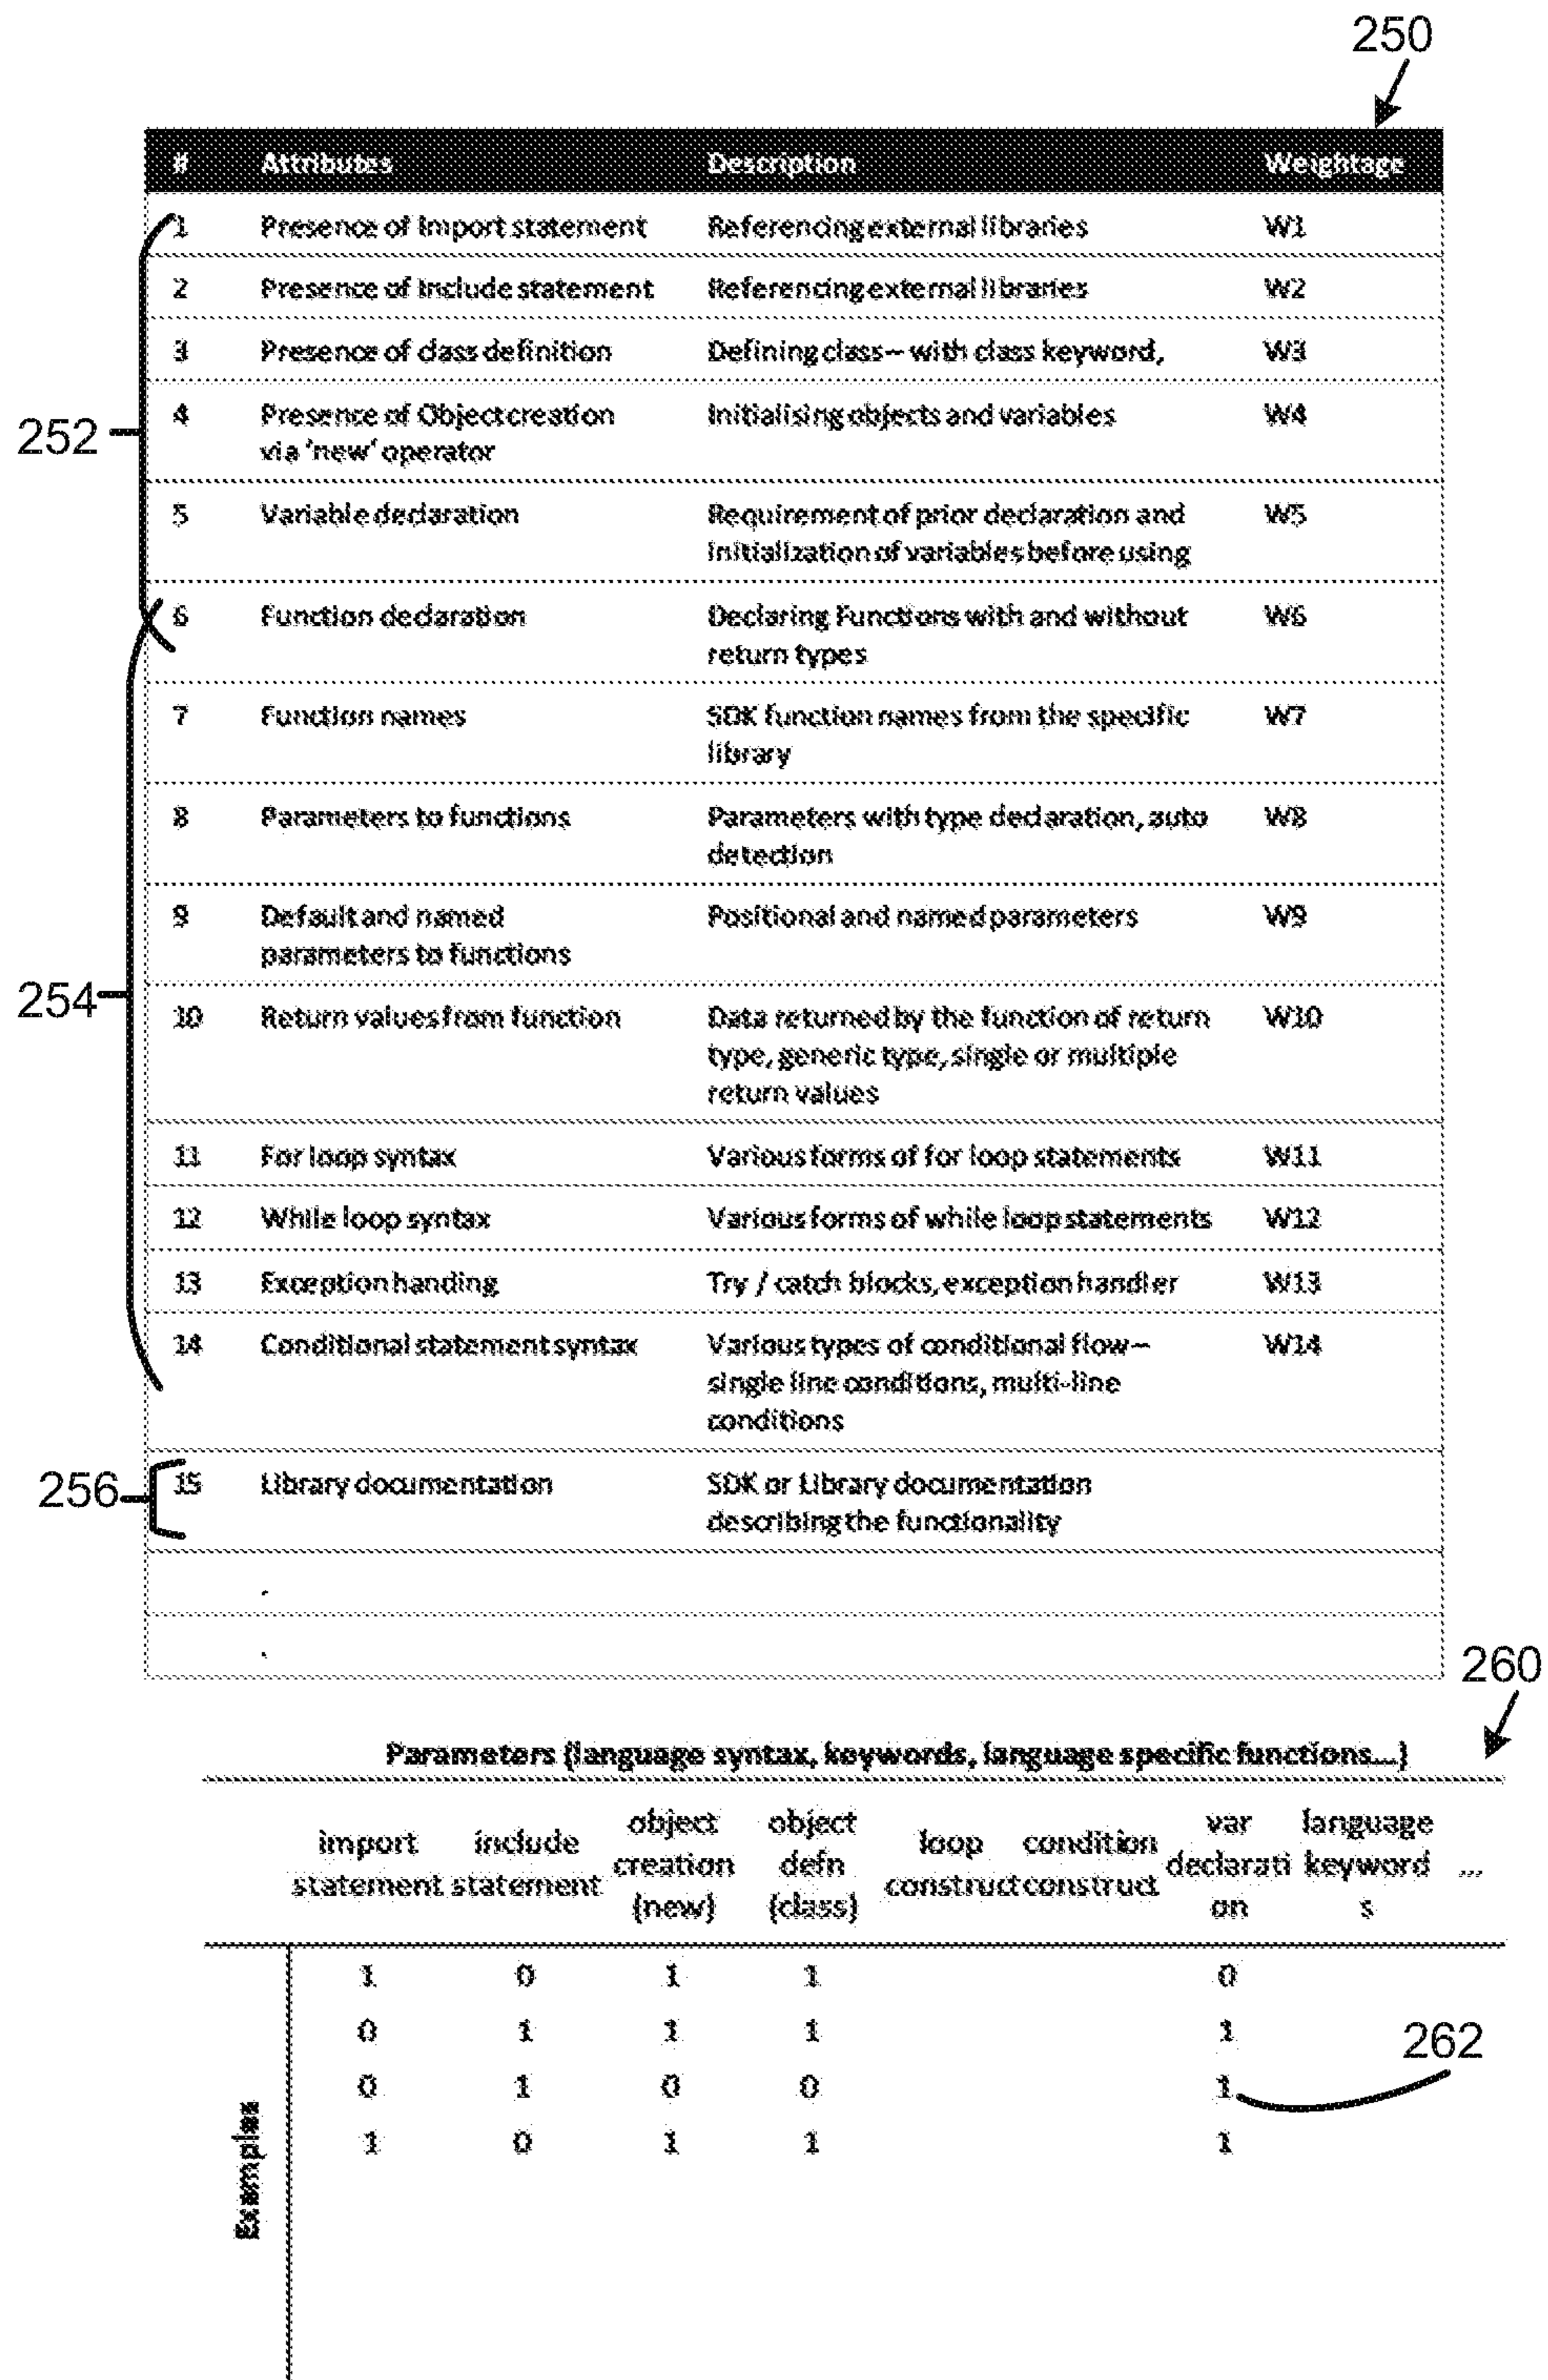 250
# Attributes Description Weightage
1 Presence of Import statement Referencing external libraries W1
2 Presence of Include statement Referencing external libraries W2
3 Presence of class definition Defining class – with class keyword, W3
4 Presence of Object creation Initialising objects and variables W4
via 'new' operator
252
5 Variable declaration Requirement of prior declaration and W5
initialization of variables before using
6 Function declaration Declaring Functions with and without W6
return types
7 Function names SDK function names from the specific W7
library
8 Parameters to functions Parameters with type declaration, auto W8
detection
9 Default and named Positional and named parameters W9
parameters to functions
254
10 Return values from function Data returned by the function of return W10
type, generic type, single or multiple
return values
11 For loop syntax Various forms of for loop statements W11
12 While loop syntax Various forms of while loop statements W12
13 Exception handing Try / catch blocks, exception handler W13
14 Conditional statement syntax Various types of conditional flow – W14
single line conditions, multi-line
conditions
256
15 Library documentation SDK or Library documentation
describing the functionality
.
.
260
Parameters (language syntax, keywords, language specific functions...)
import include object object loop condition var language
statement statement creation defn construct construct declarati keyword ...
(new) (class) on s
1 0 1 1 0
0 1 1 1 1
262
0 1 0 0 1
1 0 1 1 1
Examples